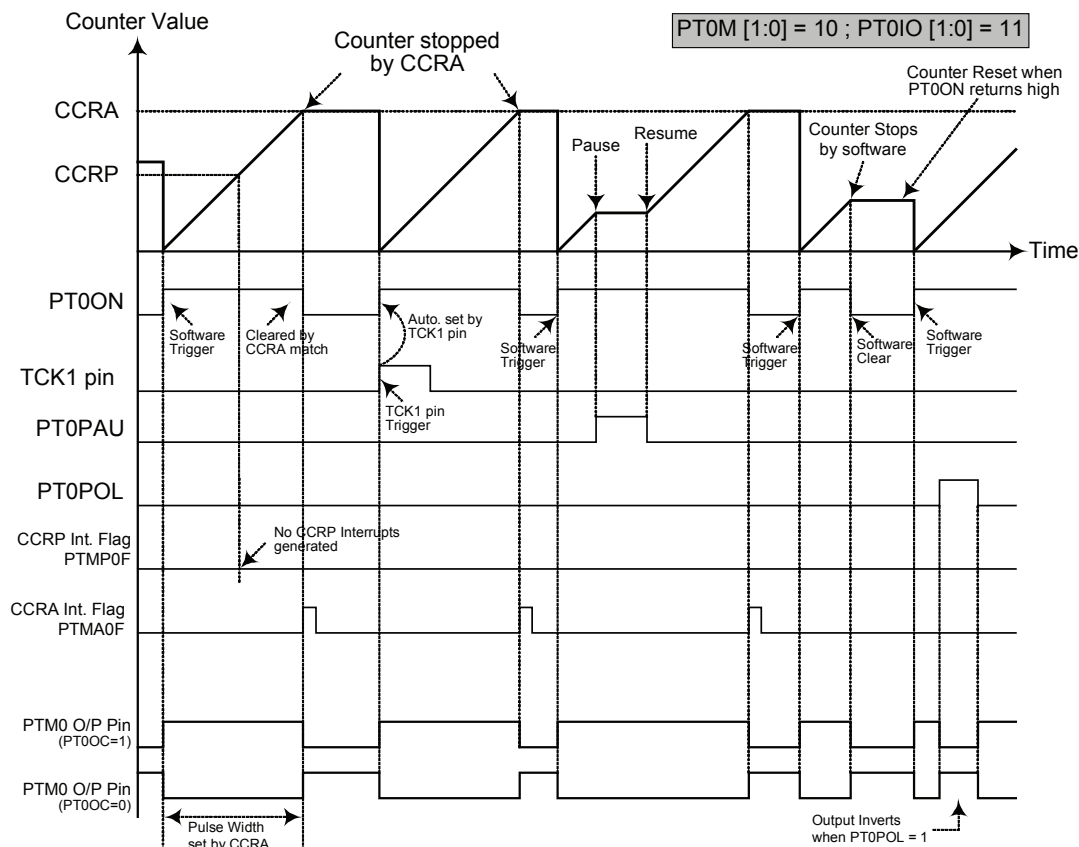 Counter Value
PT0M [1:0] = 10 ; PT0IO [1:0] = 11
Counter stopped
by CCRA
Counter Reset when
PT0ON returns high
CCRA
Pause
Resume
Counter Stops
by software
CCRP
Time
PT0ON
Software
Trigger
Cleared by
CCRA match
Auto. set by
TCK1 pin
Software
Trigger
Software
Trigger
Software
Clear
Software
Trigger
TCK1 pin
TCK1 pin
Trigger
PT0PAU
PT0POL
CCRP Int. Flag
PTMP0F
No CCRP Interrupts
generated
CCRA Int. Flag
PTMA0F
PTM0 O/P Pin
(PT0OC=1)
PTM0 O/P Pin
(PT0OC=0)
Pulse Width
set by CCRA
Output Inverts
when PT0POL = 1